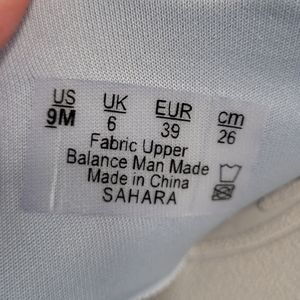 US UK EUR cm
9M 6 39 26
Fabric Upper
Balance Man Made
Made in China
SAHARA